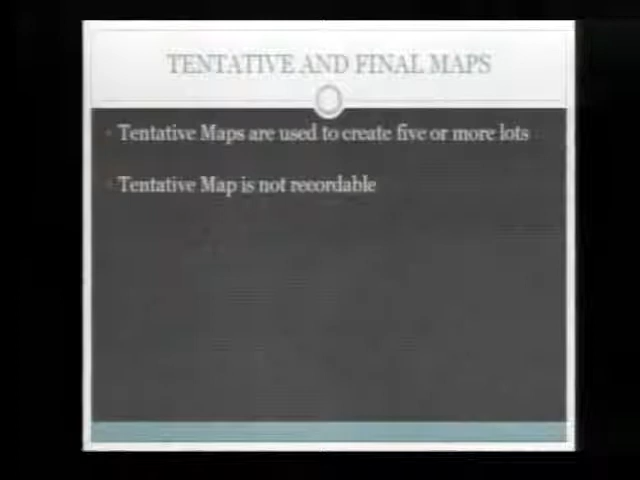 TENTATIVE AND FINAL MAPS
Tentative Maps are used to create five or more lots
Tentative Map is not recordable